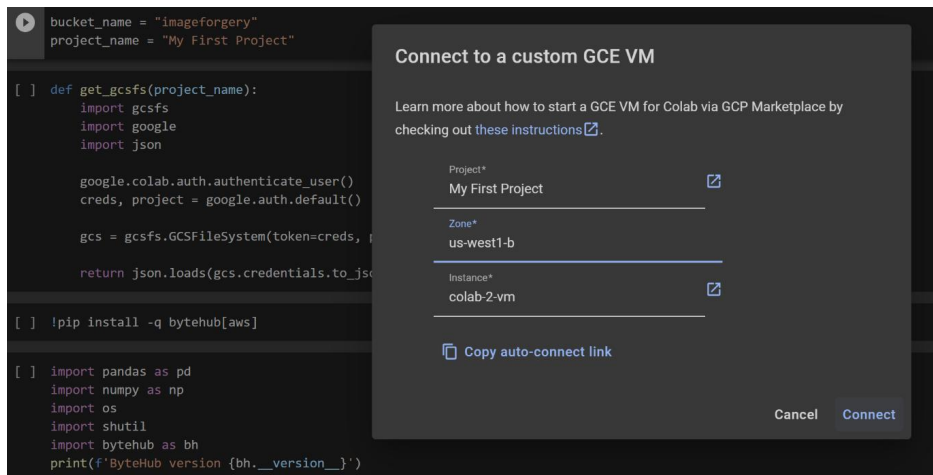 bucket_name = "imageforgery"
project_name = "My First Project"
[ ] def get_gcsfs(project_name):
import gcsfs
import google
import json
google.colab.auth.authenticate_user()
creds, project = google.auth.default()
gcs = gcsfs.GCSFileSystem(token=creds,
return json.loads(gcs.credentials.to_jso
[ ] !pip install -q bytehub[aws]
[ ] import pandas as pd
import numpy as np
import os
import shutil
import bytehub as bh
print(f'ByteHub version {bh.__version__}')
Connect to a custom GCE VM
Learn more about how to start a GCE VM for Colab via GCP Marketplace by
checking out these instructions.
Project*
My First Project
Zone*
us-west1-b
Instance*
colab-2-vm
Copy auto-connect link
Cancel Connect